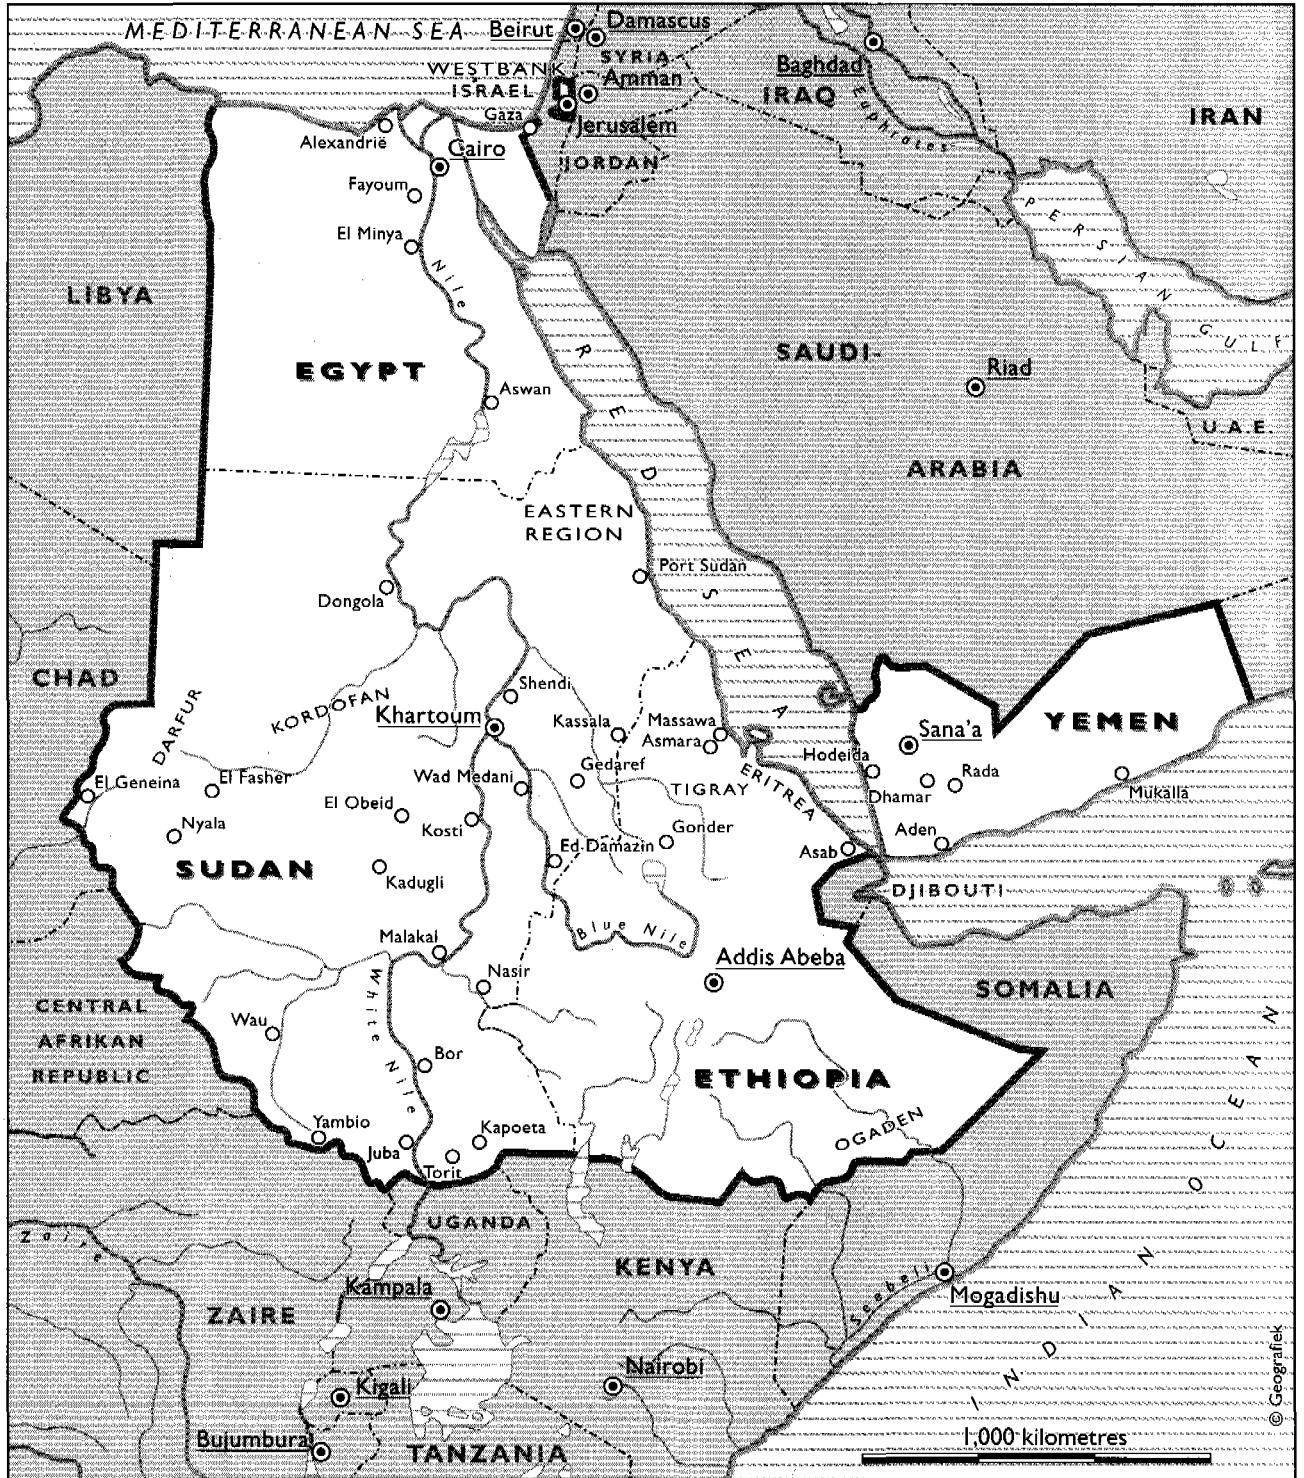 MEDITERRANEAN SEA
Beirut
Damascus
SYRIA
WESTBANK
ISRAEL
Amman
Baghdad
IRAQ
Euphrates
IRAN
Gaza
Jerusalem
JORDAN
Alexandrië
Cairo
Fayoum
El Minya
Nile
PERSIAN GULF
LIBYA
EGYPT
SAUDI-
ARABIA
Riad
U.A.E.
Aswan
RED SEA
EASTERN
REGION
Port Sudan
Dongola
CHAD
DARFUR
KORDOFAN
Shendi
Khartoum
Kassala
Massawa
Asmara
Sana'a
YEMEN
Hodeida
Rada
Dhamar
Mukalla
Aden
El Geneina
El Fasher
Wad Medani
Gedaref
TIGRAY
ERITREA
El Obeid
Kosti
Nyala
Gonder
Ed Damazin
Asab
SUDAN
Kadugli
DJIBOUTI
Blue Nile
Malakal
Addis Abeba
Nasir
White Nile
SOMALIA
CENTRAL
AFRIKAN
REPUBLIC
Wau
Bor
ETHIOPIA
OGADEN
Yambio
Juba
Kapoeta
Torit
INDIAN OCEAN
Zaire
UGANDA
KENYA
Kampala
ZAIRE
Seebeli
Mogadishu
Nairobi
Kigali
Bujumbura
TANZANIA
1,000 kilometres
© Geografiek